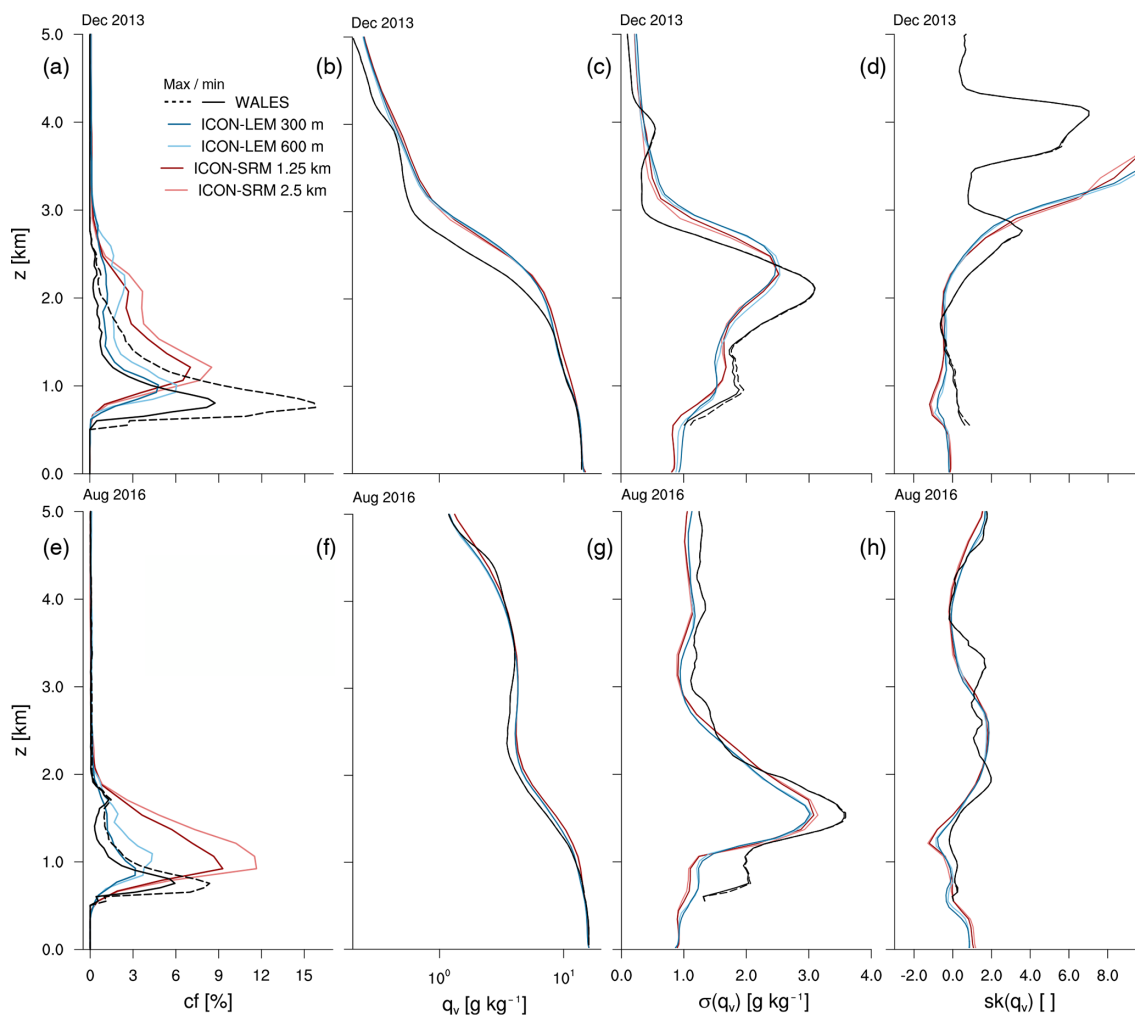 Dec 2013 Dec 2013 Dec 2013 Dec 2013
5.0
(a) (b) (c) (d)
Max / min
WALES
ICON-LEM 300 m
4.0
ICON-LEM 600 m
ICON-SRM 1.25 km
ICON-SRM 2.5 km
3.0
z [km]
2.0
1.0
0.0
Aug 2016 Aug 2016 Aug 2016 Aug 2016
5.0
(e) (f) (g) (h)
4.0
3.0
z [km]
2.0
1.0
0.0
0 3 6 9 12 15 10⁰ 10¹ 0.0 1.0 2.0 3.0 4.0 -2.0 0.0 2.0 4.0 6.0 8.0
cf [%] qᵥ [g kg⁻¹] σ(qᵥ) [g kg⁻¹] sk(qᵥ) [ ]